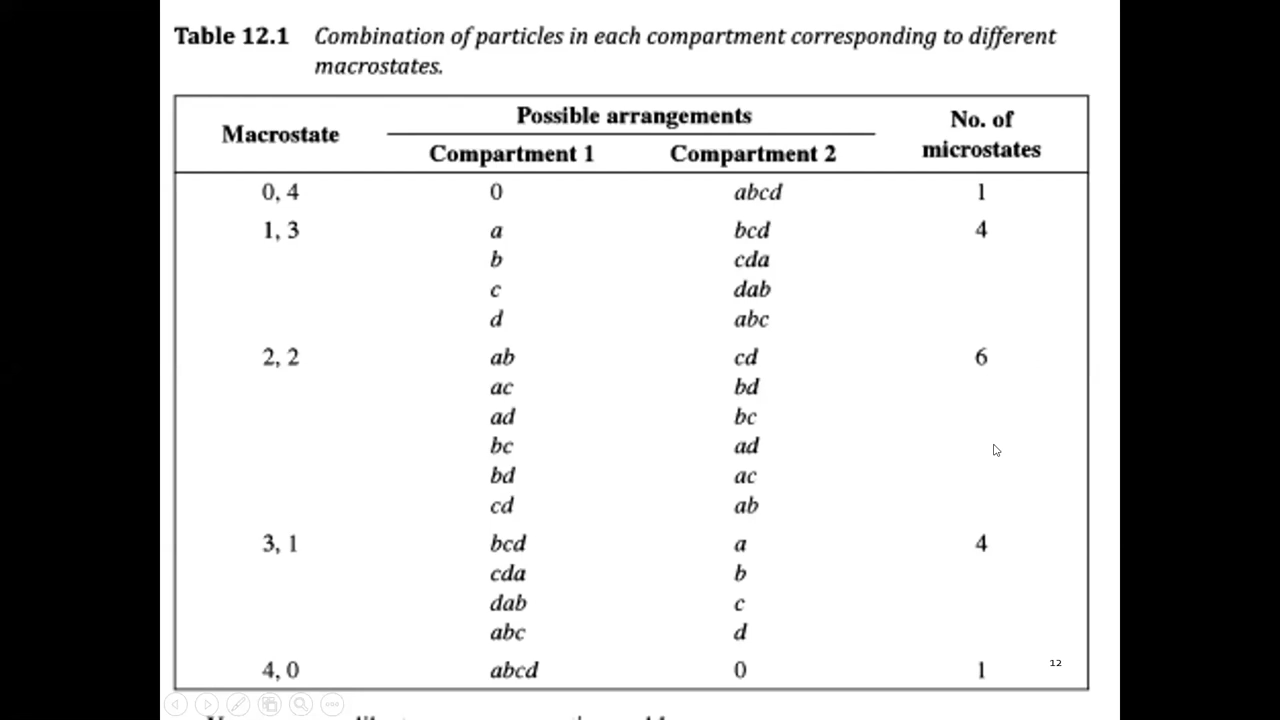 Table 12.1 Combination of particles in each compartment corresponding to different
macrostates.
Macrostate Possible arrangements No. of microstates
Compartment 1 Compartment 2
0, 4 0 abcd 1
1, 3 a bcd 4
b cda
c dab
d abc
2, 2 ab cd 6
ac bd
ad bc
bc ad
bd ac
cd ab
3, 1 bcd a 4
cda b
dab c
abc d
4, 0 abcd 0 1
12